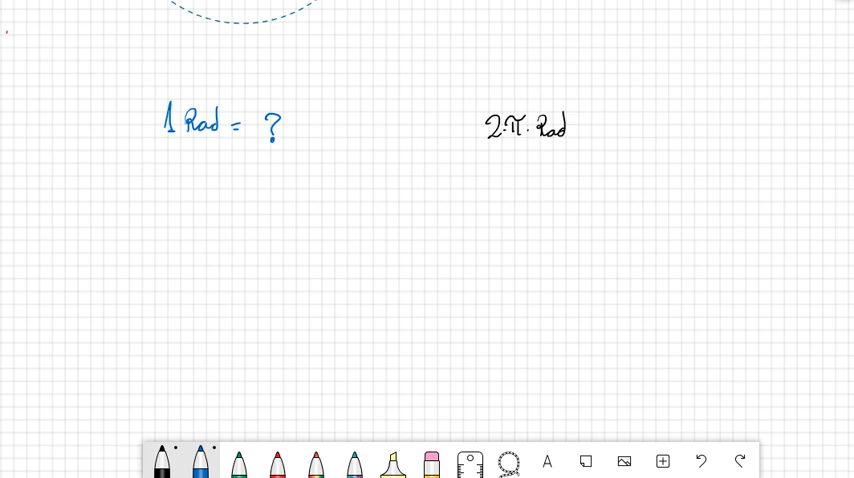 1 Rad = ?
2·π·Rad
A